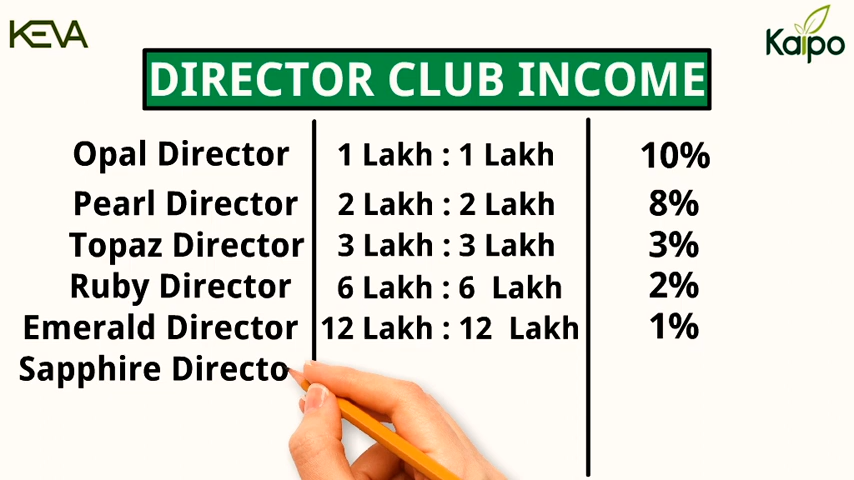 KEVA
Kaipo
DIRECTOR CLUB INCOME
Opal Director 1 Lakh : 1 Lakh 10%
Pearl Director 2 Lakh : 2 Lakh 8%
Topaz Director 3 Lakh : 3 Lakh 3%
Ruby Director 6 Lakh : 6 Lakh 2%
Emerald Director 12 Lakh : 12 Lakh 1%
Sapphire Directo